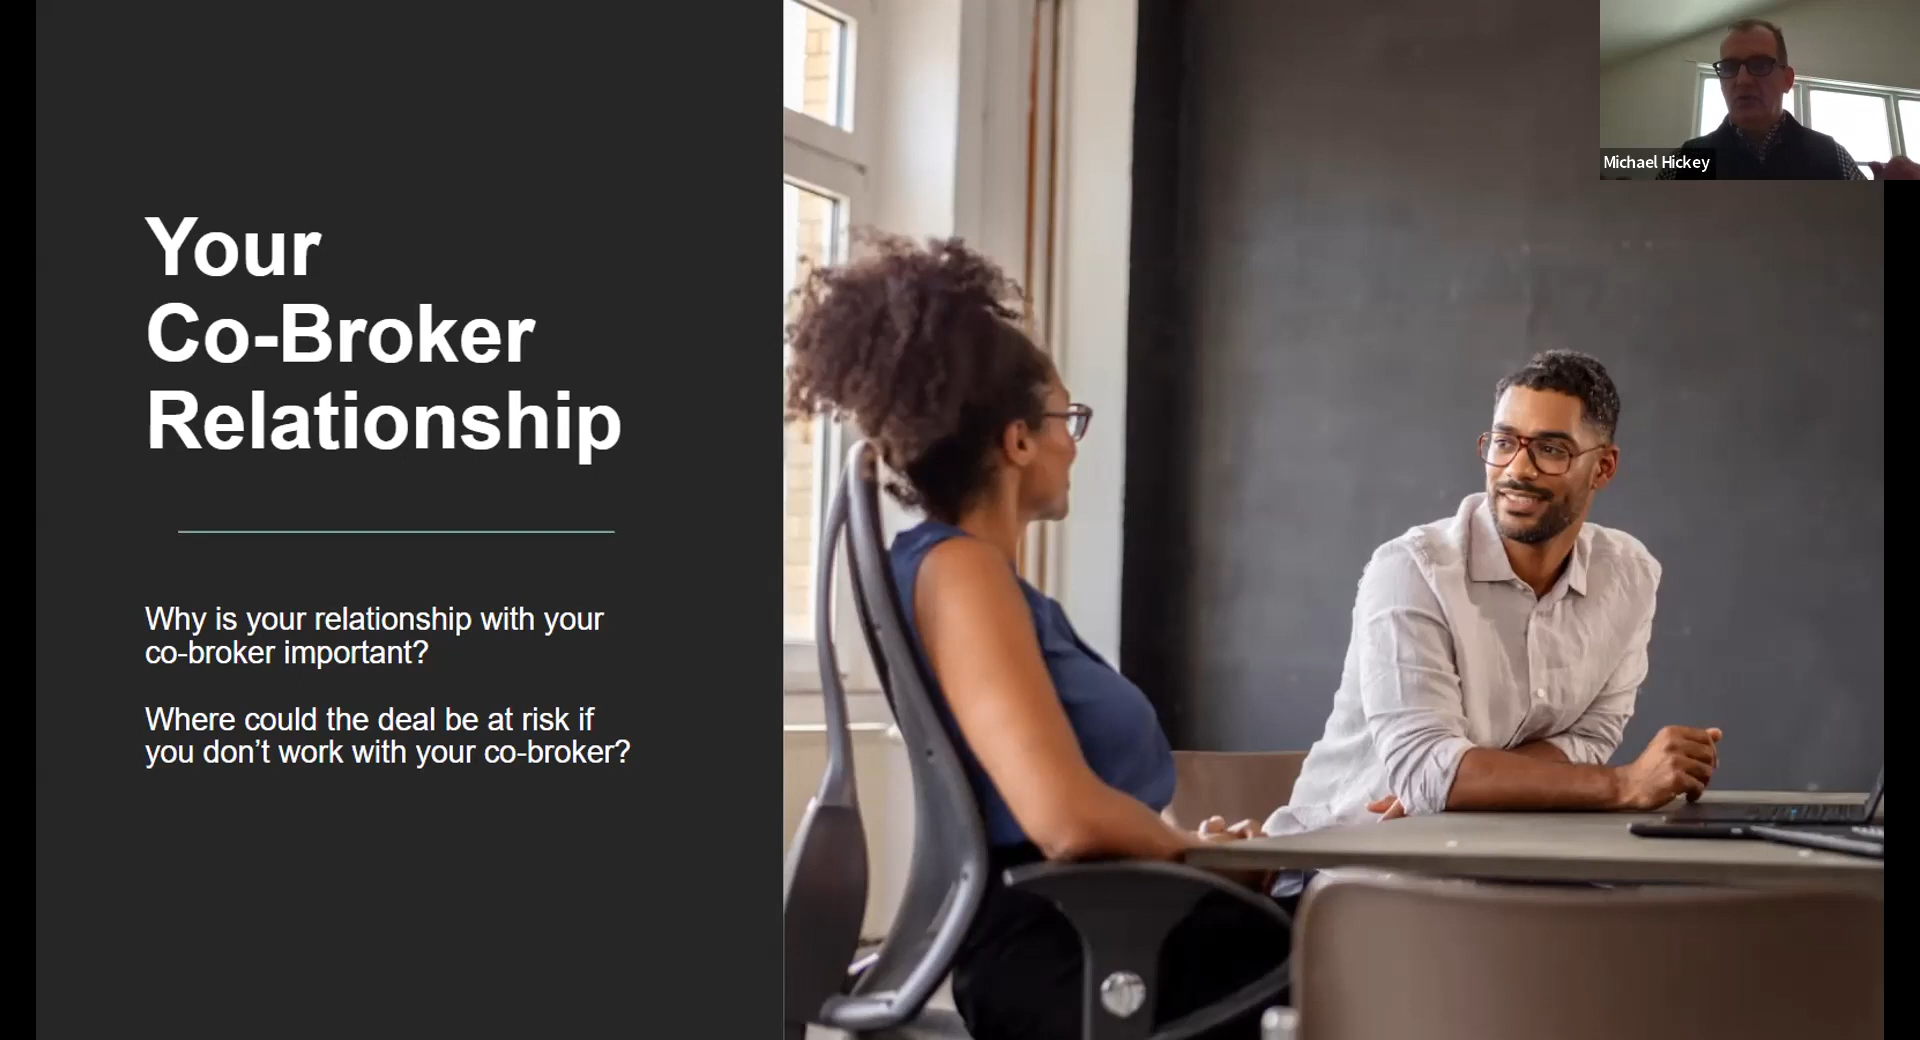 Your
Co-Broker
Relationship
Why is your relationship with your
co-broker important?
Where could the deal be at risk if
you don’t work with your co-broker?
Michael Hickey